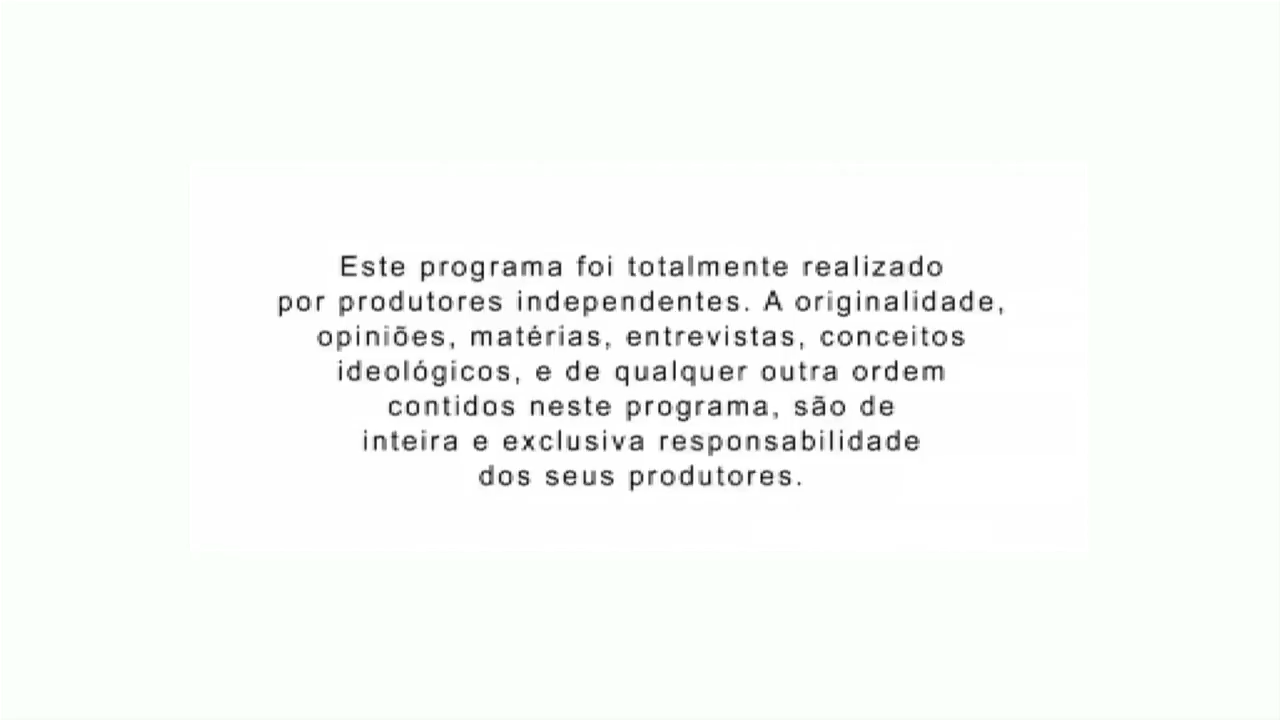 Este programa foi totalmente realizado
por produtores independentes. A originalidade,
opiniões, matérias, entrevistas, conceitos
ideológicos, e de qualquer outra ordem
contidos neste programa, são de
inteira e exclusiva responsabilidade
dos seus produtores.